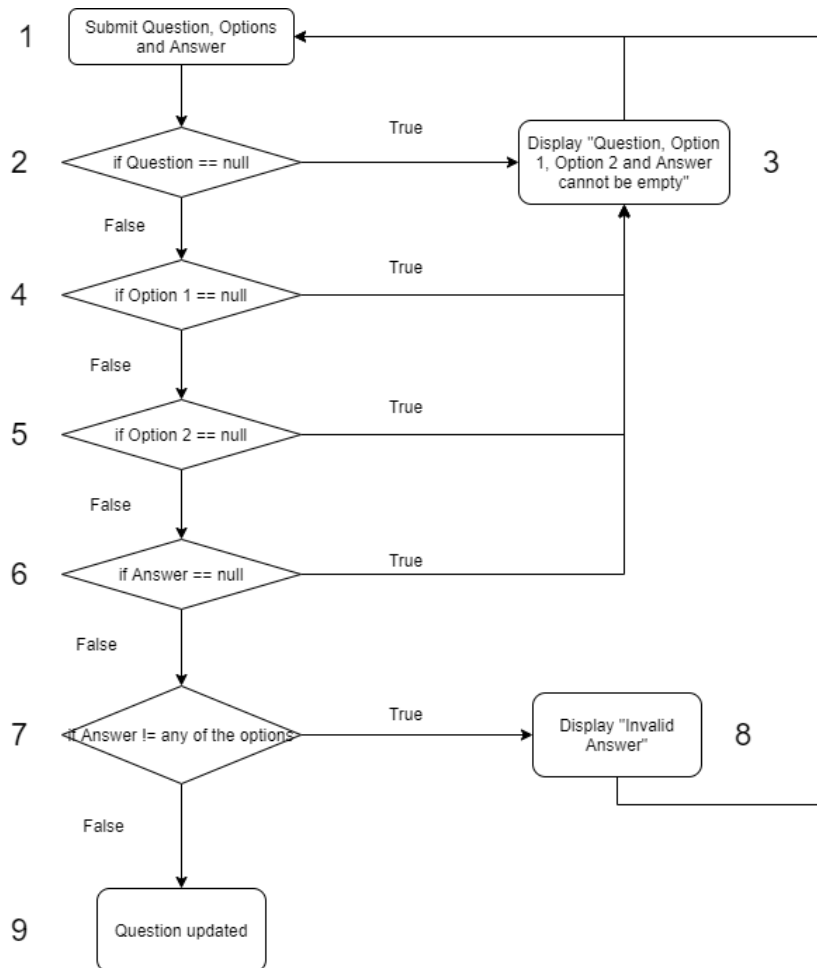 1
Submit Question, Options
and Answer
2
if Question == null
True
Display "Question, Option
1, Option 2 and Answer
cannot be empty"
3
False
4
if Option 1 == null
True
False
5
if Option 2 == null
True
False
6
if Answer == null
True
False
7
if Answer != any of the options
True
Display "Invalid
Answer"
8
False
9
Question updated